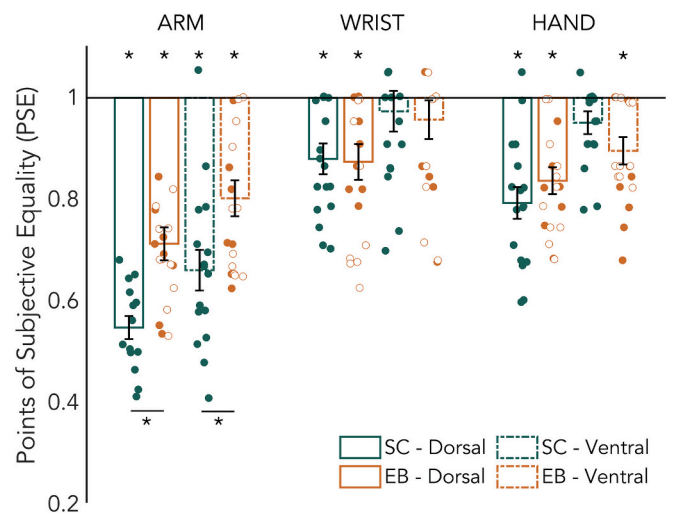 ARM WRIST HAND
* * * * * * * * *
Points of Subjective Equality (PSE)
1
0.8
0.6
0.4
0.2
* *
SC - Dorsal SC - Ventral
EB - Dorsal EB - Ventral